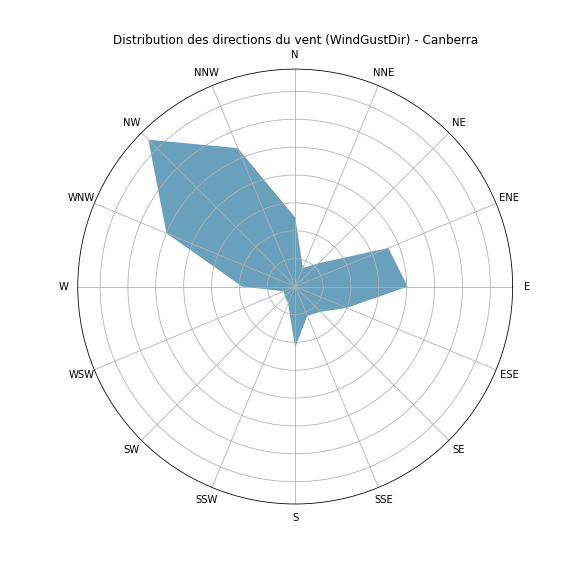 Distribution des directions du vent (WindGustDir) - Canberra
N
NNW
NNE
NW
NE
WNW
ENE
W
E
WSW
ESE
SW
SE
SSW
SSE
S